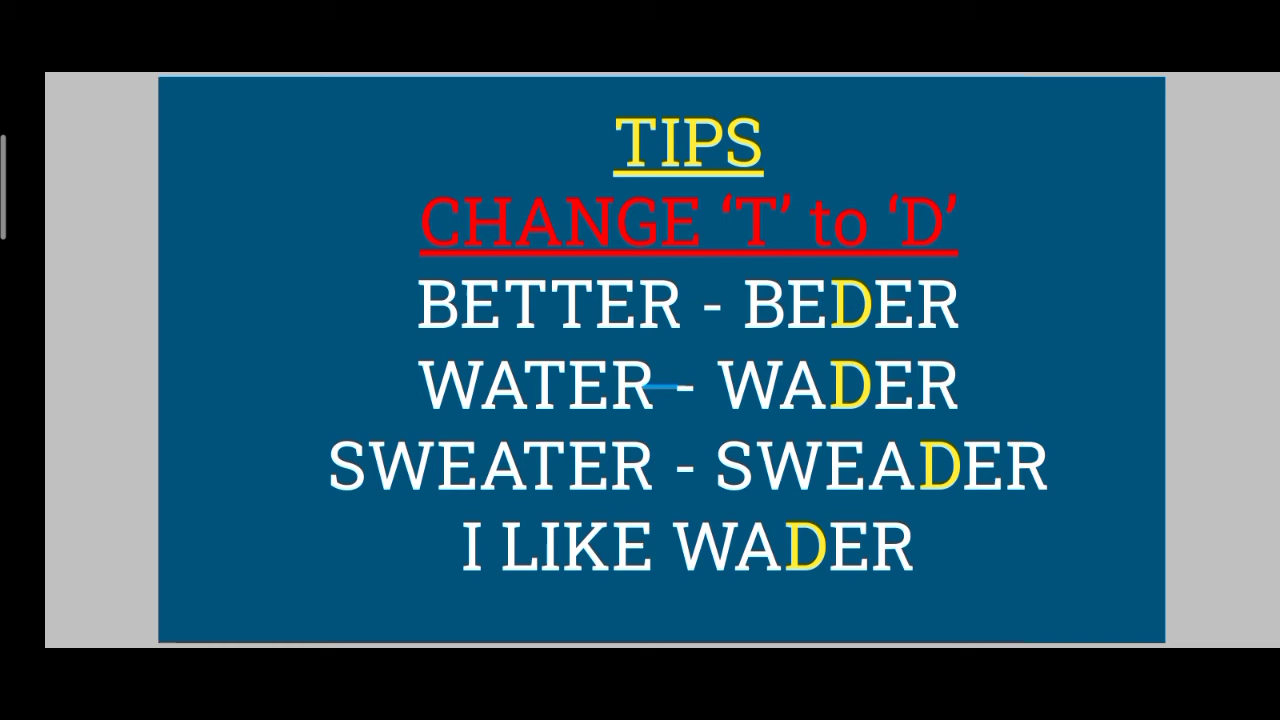 TIPS
CHANGE ‘T’ to ‘D’
BETTER - BEDER
WATER - WADER
SWEATER - SWEADER
I LIKE WADER